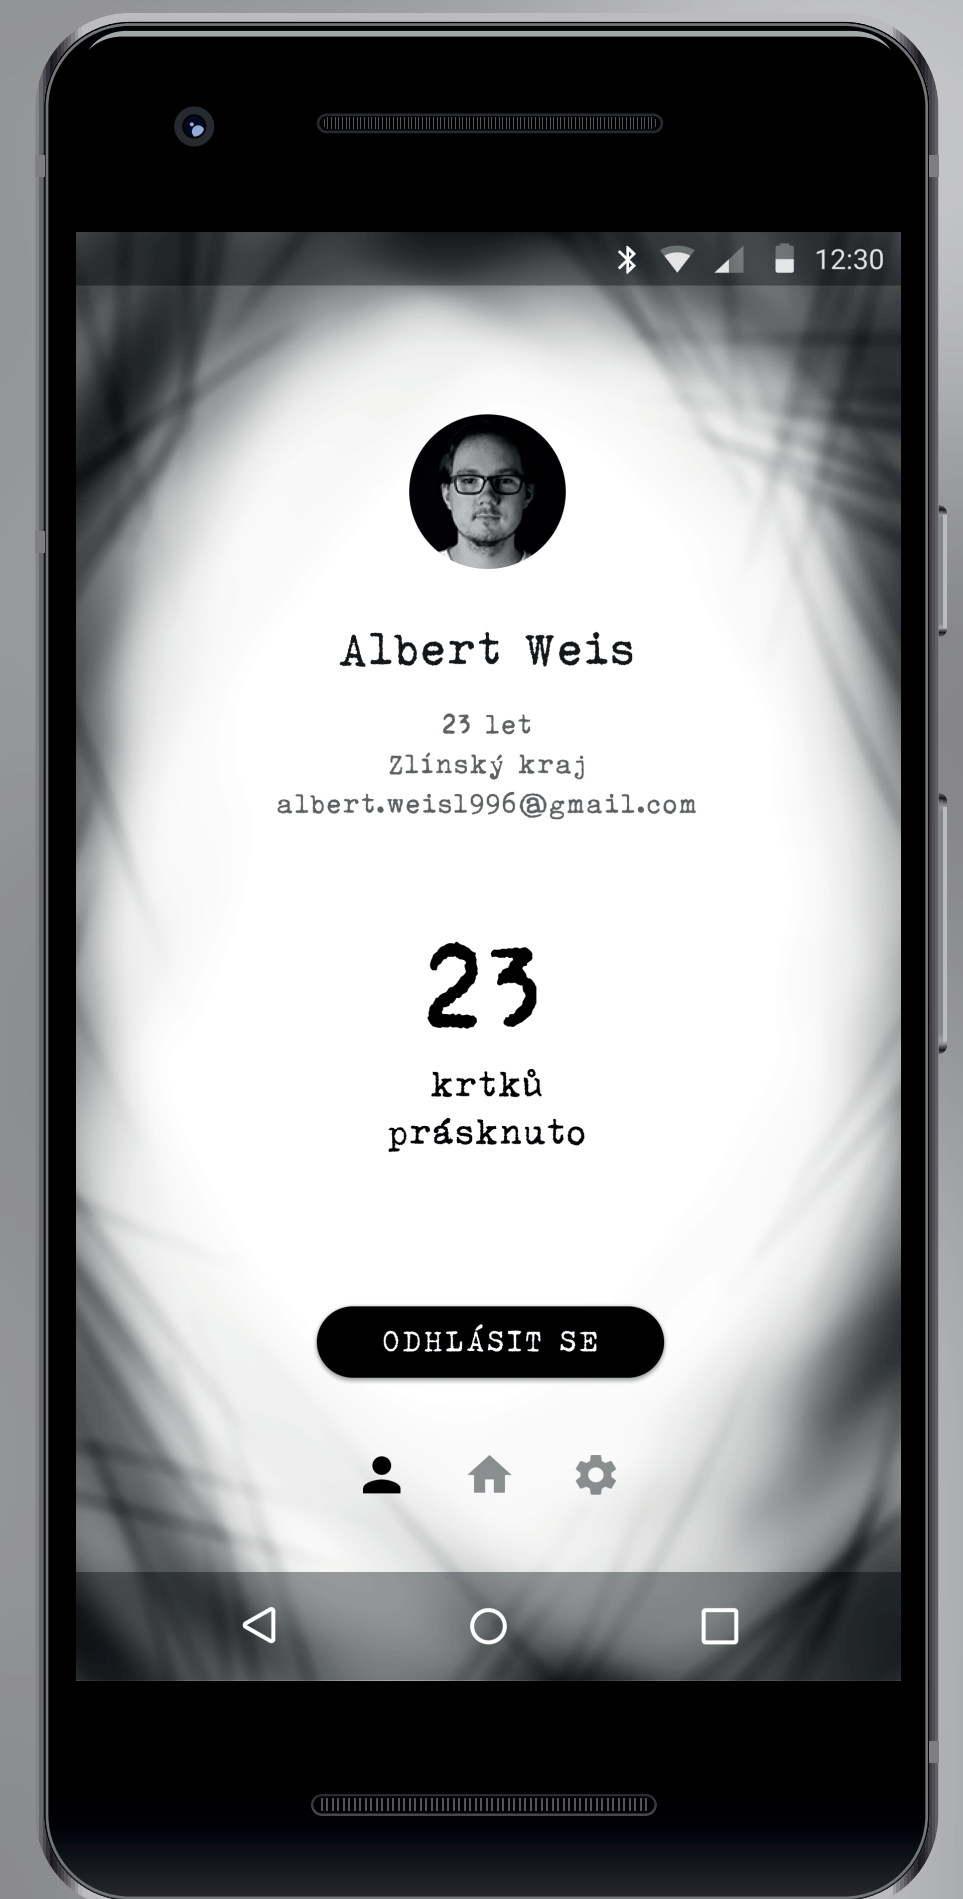 12:30
Albert Weis
23 let
Zlínský kraj
albert.weis1996@gmail.com
23
krtků
prásknuto
ODHLÁSIT SE